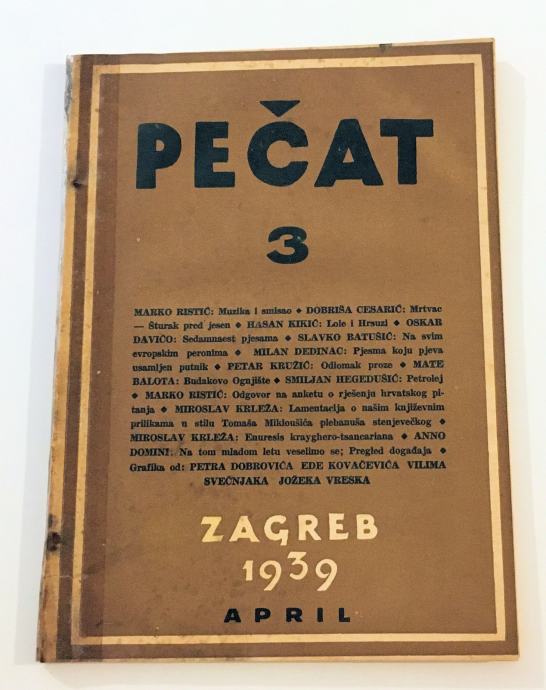 PEČAT
3
MARKO RISTIĆ: Muzika i smisao ◆ DOBRIŠA CESARIĆ: Mrtvac
— Šturak pred jesen ◆ HASAN KIKIĆ: Lole i Hrsuzi ◆ OSKAR
DAVIČO: Sedamnaest pjesama ◆ SLAVKO BATUŠIĆ: Na svim
evropskim peronima ◆ MILAN DEDINAC: Pjesma koju pjeva
usamljen putnik ◆ PETAR KRUŽIĆ: Odlomak proze ◆ MATE
BALOTA: Budakovo Ognjište ◆ SMILJAN HEGEDUŠIĆ: Petrolej
◆ MARKO RISTIĆ: Odgovor na anketu o rješenju hrvatskog pi-
tanja ◆ MIROSLAV KRLEŽA: Lamentacija o našim književnim
prilikama u stilu Tomaša Mikloušića plebanuša stenjevečkog ◆
MIROSLAV KRLEŽA: Enuresis krayghero-tsancariana ◆ ANNO
DOMINI: Na tom mladom letu veselimo se; Pregled događaja ◆
Grafika od: PETRA DOBROVIĆA EDE KOVAČEVIĆA VILIMA
SVEČNJAKA JOŽEKA VRESKA
ZAGREB
1939
APRIL